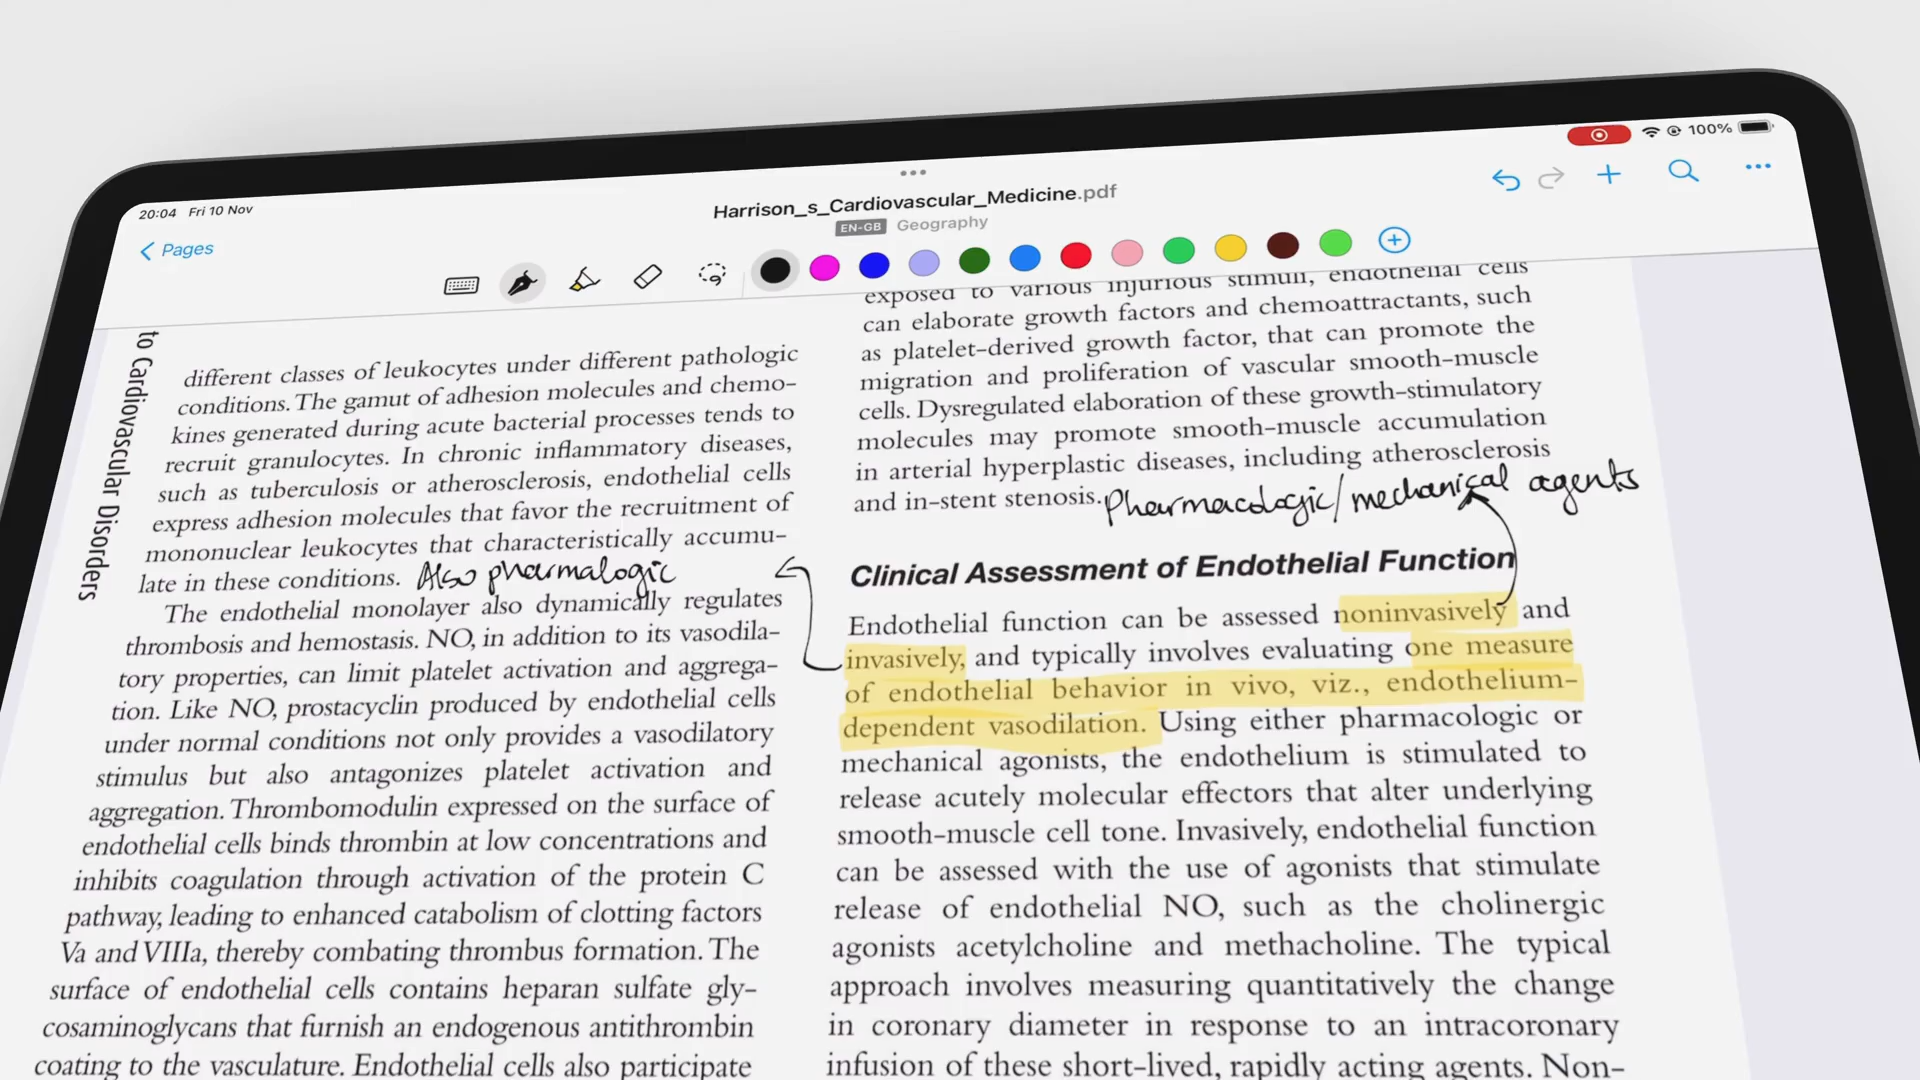 20:04 Fri 10 Nov
100%
Harrison_s_Cardiovascular_Medicine.pdf
EN-GB Geography
Pages
to Cardiovascular Disorders
different classes of leukocytes under different pathologic
conditions. The gamut of adhesion molecules and chemo-
kines generated during acute bacterial processes tends to
recruit granulocytes. In chronic inflammatory diseases,
such as tuberculosis or atherosclerosis, endothelial cells
express adhesion molecules that favor the recruitment of
mononuclear leukocytes that characteristically accumu-
late in these conditions. Also pharmalogic
The endothelial monolayer also dynamically regulates
thrombosis and hemostasis. NO, in addition to its vasodila-
tory properties, can limit platelet activation and aggrega-
tion. Like NO, prostacyclin produced by endothelial cells
under normal conditions not only provides a vasodilatory
stimulus but also antagonizes platelet activation and
aggregation. Thrombomodulin expressed on the surface of
endothelial cells binds thrombin at low concentrations and
inhibits coagulation through activation of the protein C
pathway, leading to enhanced catabolism of clotting factors
Va and VIIIa, thereby combating thrombus formation. The
surface of endothelial cells contains heparan sulfate gly-
cosaminoglycans that furnish an endogenous antithrombin
coating to the vasculature. Endothelial cells also participate
exposed to various injurious stimuli, endothelial cells
can elaborate growth factors and chemoattractants, such
as platelet-derived growth factor, that can promote the
migration and proliferation of vascular smooth-muscle
cells. Dysregulated elaboration of these growth-stimulatory
molecules may promote smooth-muscle accumulation
in arterial hyperplastic diseases, including atherosclerosis
and in-stent stenosis. Pharmacologic/mechanical agents
Clinical Assessment of Endothelial Function
Endothelial function can be assessed noninvasively and
invasively, and typically involves evaluating one measure
of endothelial behavior in vivo, viz., endothelium-
dependent vasodilation. Using either pharmacologic or
mechanical agonists, the endothelium is stimulated to
release acutely molecular effectors that alter underlying
smooth-muscle cell tone. Invasively, endothelial function
can be assessed with the use of agonists that stimulate
release of endothelial NO, such as the cholinergic
agonists acetylcholine and methacholine. The typical
approach involves measuring quantitatively the change
in coronary diameter in response to an intracoronary
infusion of these short-lived, rapidly acting agents. Non-